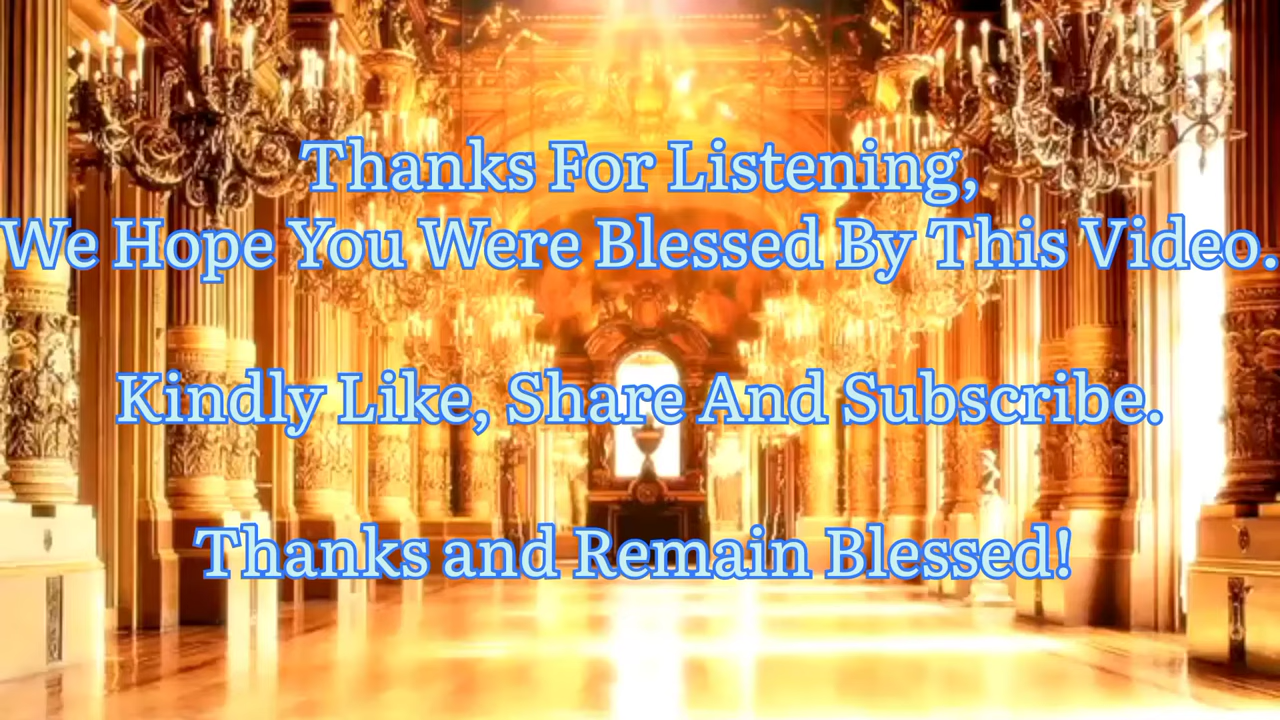 Thanks For Listening,
We Hope You Were Blessed By This Video.
Kindly Like, Share And Subscribe.
Thanks and Remain Blessed!